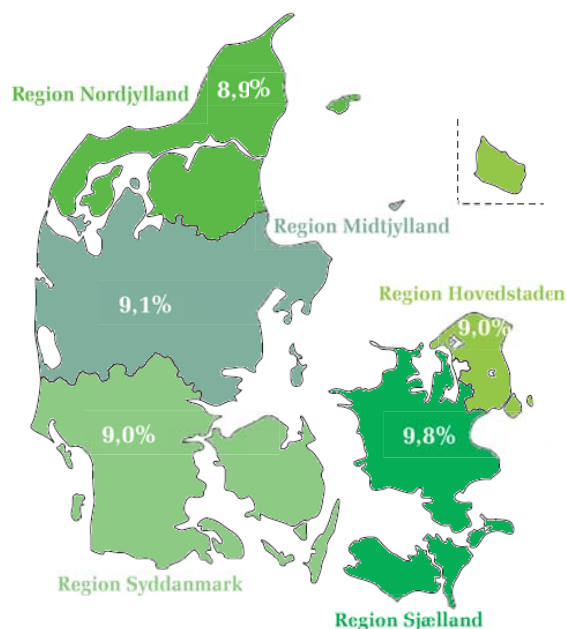 Region Nordjylland
8,9%
Region Midtjylland
9,1%
Region Hovedstaden
9,0%
9,0%
9,8%
Region Syddanmark
Region Sjælland